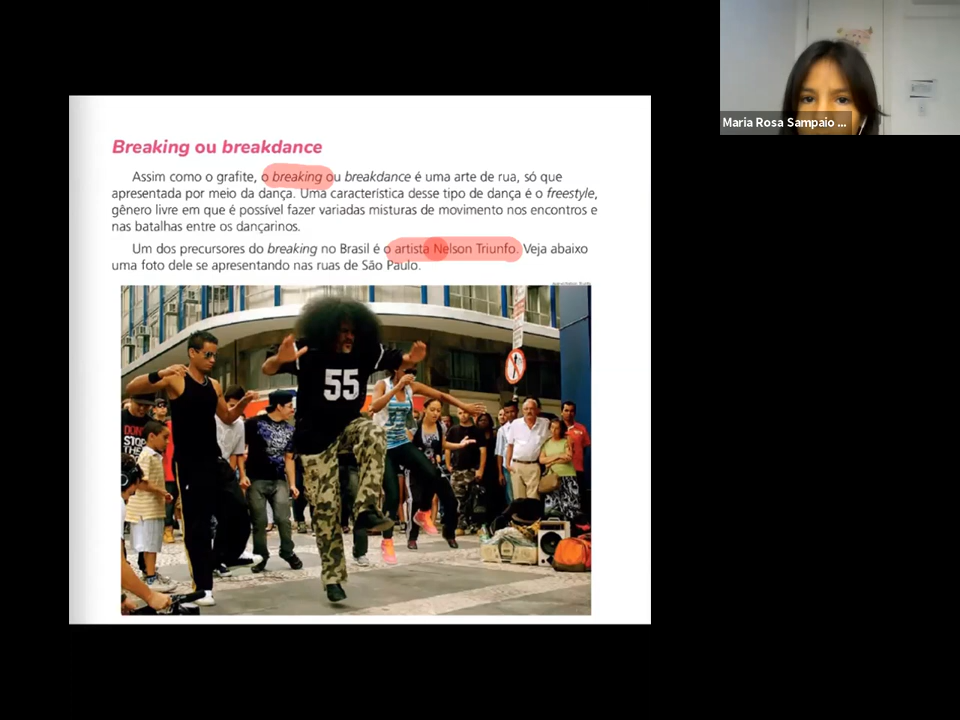 Maria Rosa Sampaio ...
Breaking ou breakdance
Assim como o grafite, o breaking ou breakdance é uma arte de rua, só que
apresentada por meio da dança. Uma característica desse tipo de dança é o freestyle,
gênero livre em que é possível fazer variadas misturas de movimento nos encontros e
nas batalhas entre os dançarinos.
Um dos precursores do breaking no Brasil é o artista Nelson Triunfo. Veja abaixo
uma foto dele se apresentando nas ruas de São Paulo.
55
DON'T
STOP
THE